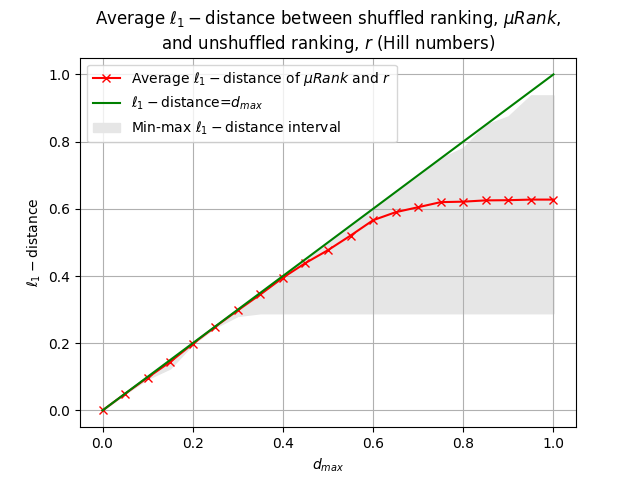 Average ℓ₁ − distance between shuffled ranking, μRank,
and unshuffled ranking, r (Hill numbers)
Average ℓ₁ − distance of μRank and r
ℓ₁ − distance=dₘₐₓ
Min-max ℓ₁ − distance interval
1.0
0.8
0.6
0.4
0.2
0.0
ℓ₁ − distance
0.0 0.2 0.4 0.6 0.8 1.0
dₘₐₓ